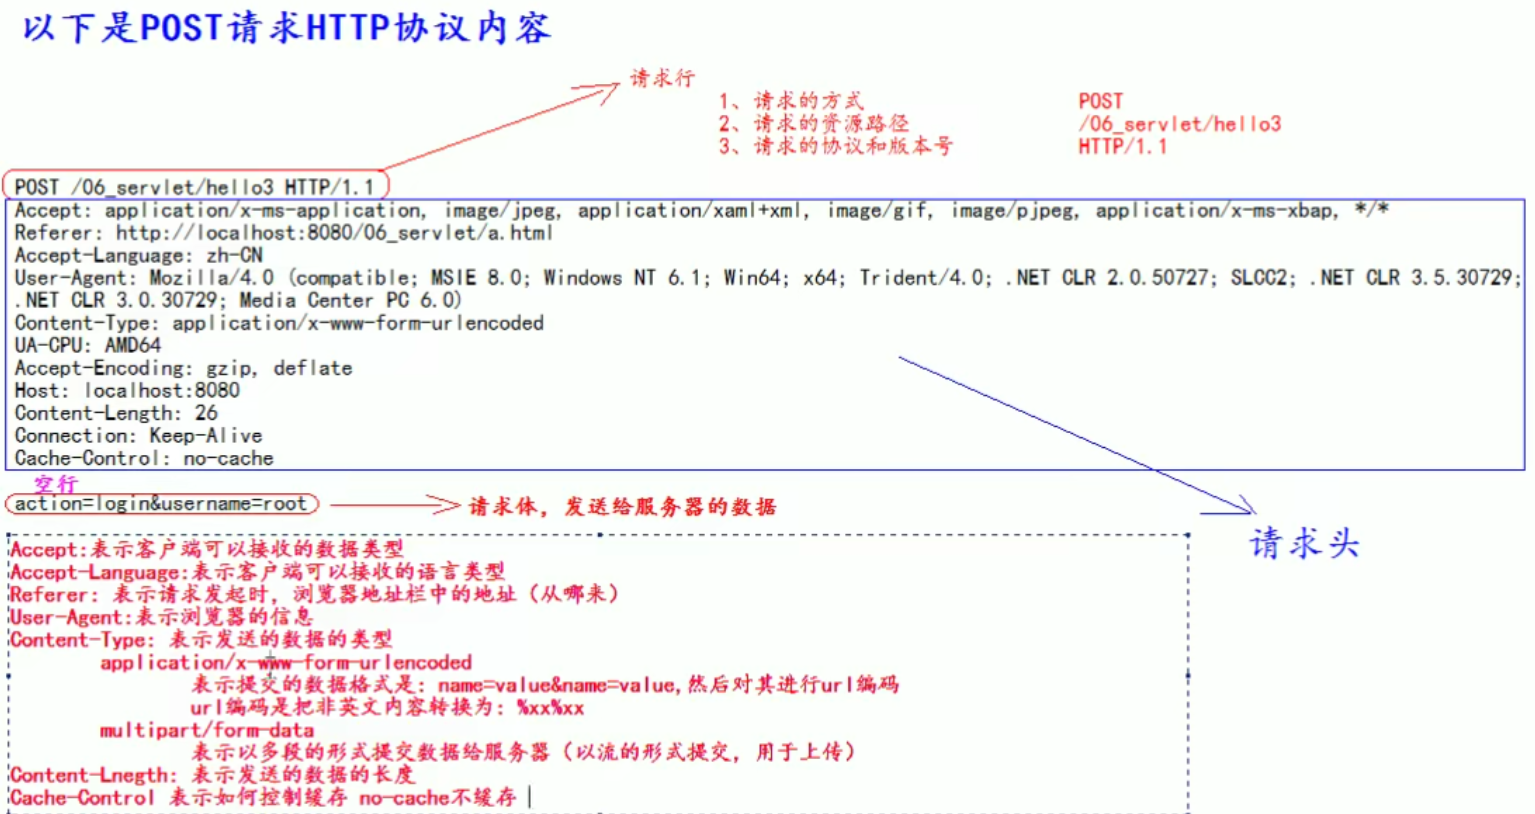 以下是POST请求HTTP协议内容
请求行
1、请求的方式 POST
2、请求的资源路径 /06_servlet/hello3
3、请求的协议和版本号 HTTP/1.1
POST /06_servlet/hello3 HTTP/1.1
Accept: application/x-ms-application, image/jpeg, application/xaml+xml, image/gif, image/pjpeg, application/x-ms-xbap, */*
Referer: http://localhost:8080/06_servlet/a.html
Accept-Language: zh-CN
User-Agent: Mozilla/4.0 (compatible; MSIE 8.0; Windows NT 6.1; Win64; x64; Trident/4.0; .NET CLR 2.0.50727; SLCC2; .NET CLR 3.5.30729;
.NET CLR 3.0.30729; Media Center PC 6.0)
Content-Type: application/x-www-form-urlencoded
UA-CPU: AMD64
Accept-Encoding: gzip, deflate
Host: localhost:8080
Content-Length: 26
Connection: Keep-Alive
Cache-Control: no-cache
空行
action=login&username=root
请求体，发送给服务器的数据
请求头
Accept:表示客户端可以接收的数据类型
Accept-Language:表示客户端可以接收的语言类型
Referer: 表示请求发起时，浏览器地址栏中的地址（从哪来）
User-Agent:表示浏览器的信息
Content-Type: 表示发送的数据的类型
application/x-www-form-urlencoded
表示提交的数据格式是: name=value&name=value,然后对其进行url编码
url编码是把非英文内容转换为: %xx%xx
multipart/form-data
表示以多段的形式提交数据给服务器（以流的形式提交，用于上传）
Content-Lnegth: 表示发送的数据的长度
Cache-Control 表示如何控制缓存 no-cache不缓存